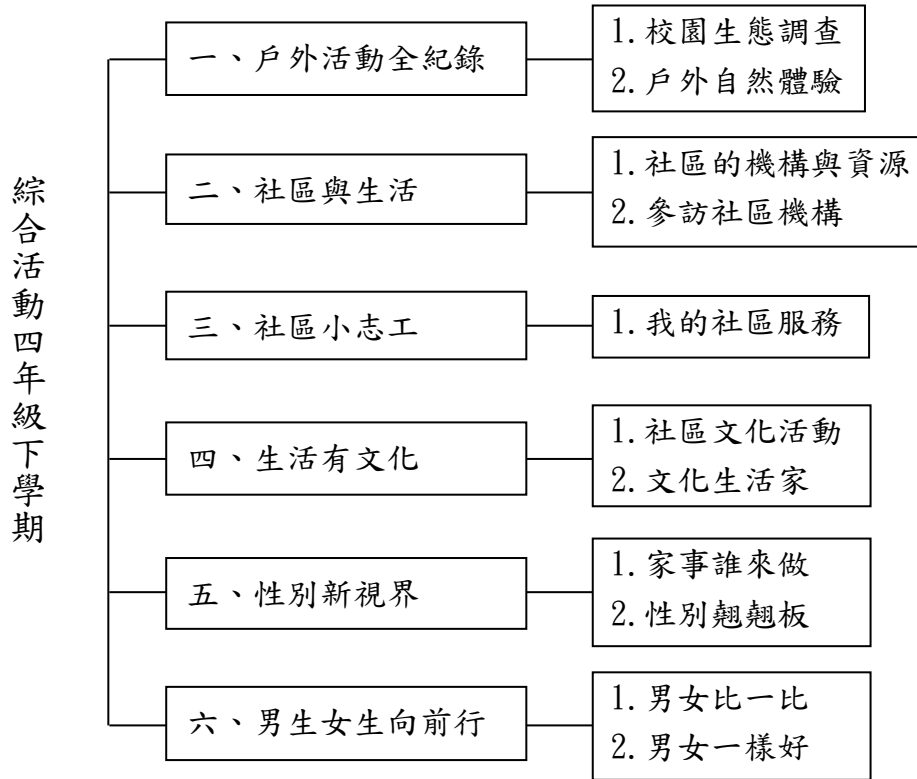 綜合活動四年級下學期
一、戶外活動全紀錄
1.校園生態調查
2.戶外自然體驗
二、社區與生活
1.社區的機構與資源
2.參訪社區機構
三、社區小志工
1.我的社區服務
四、生活有文化
1.社區文化活動
2.文化生活家
五、性別新視界
1.家事誰來做
2.性別翹翹板
六、男生女生向前行
1.男女比一比
2.男女一樣好